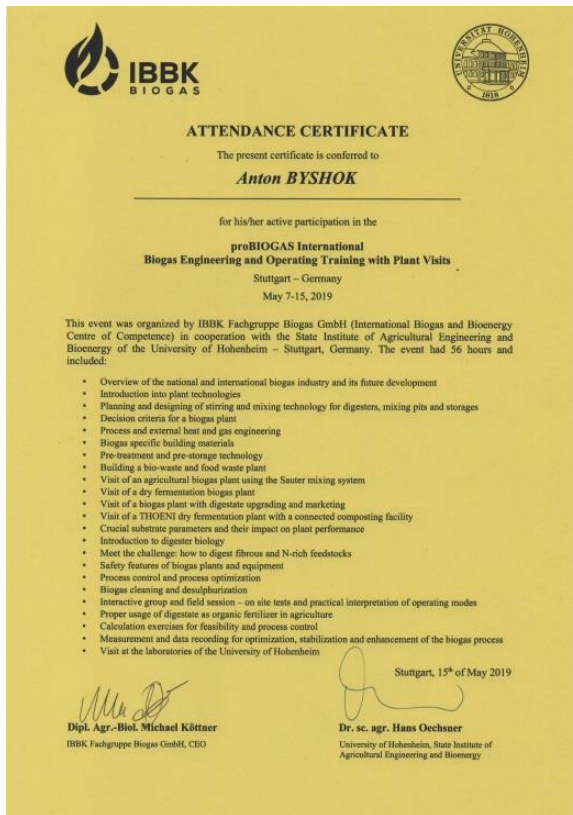 IBBK
BIOGAS
UNIVERSITÄT HOHENHEIM
1818
ATTENDANCE CERTIFICATE
The present certificate is conferred to
Anton BYSHOK
for his/her active participation in the
proBIOGAS International
Biogas Engineering and Operating Training with Plant Visits
Stuttgart – Germany
May 7-15, 2019
This event was organized by IBBK Fachgruppe Biogas GmbH (International Biogas and Bioenergy
Centre of Competence) in cooperation with the State Institute of Agricultural Engineering and
Bioenergy of the University of Hohenheim – Stuttgart, Germany. The event had 56 hours and
included:
• Overview of the national and international biogas industry and its future development
• Introduction into plant technologies
• Planning and designing of stirring and mixing technology for digesters, mixing pits and storages
• Decision criteria for a biogas plant
• Process and external heat and gas engineering
• Biogas specific building materials
• Pre-treatment and pre-storage technology
• Building a bio-waste and food waste plant
• Visit of an agricultural biogas plant using the Sauter mixing system
• Visit of a dry fermentation biogas plant
• Visit of a biogas plant with digestate upgrading and marketing
• Visit of a THOENI dry fermentation plant with a connected composting facility
• Crucial substrate parameters and their impact on plant performance
• Introduction to digester biology
• Meet the challenge: how to digest fibrous and N-rich feedstocks
• Safety features of biogas plants and equipment
• Process control and process optimization
• Biogas cleaning and desulphurization
• Interactive group and field session – on site tests and practical interpretation of operating modes
• Proper usage of digestate as organic fertilizer in agriculture
• Calculation exercises for feasibility and process control
• Measurement and data recording for optimization, stabilization and enhancement of the biogas process
• Visit at the laboratories of the University of Hohenheim
Stuttgart, 15th of May 2019
Dipl. Agr.-Biol. Michael Köttner
IBBK Fachgruppe Biogas GmbH, CEO
Dr. sc. agr. Hans Oechsner
University of Hohenheim, State Institute of
Agricultural Engineering and Bioenergy